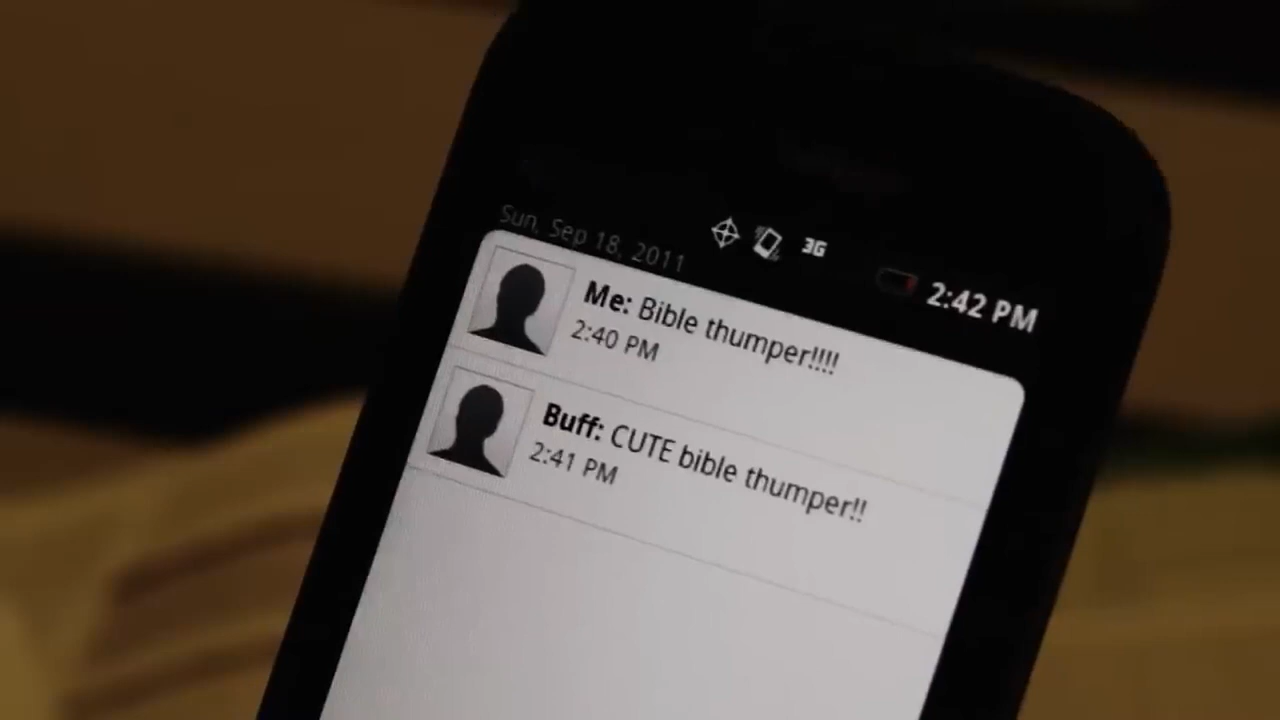 Sun, Sep 18, 2011
3G
2:42 PM
Me: Bible thumper!!!!
2:40 PM
Buff: CUTE bible thumper!!
2:41 PM